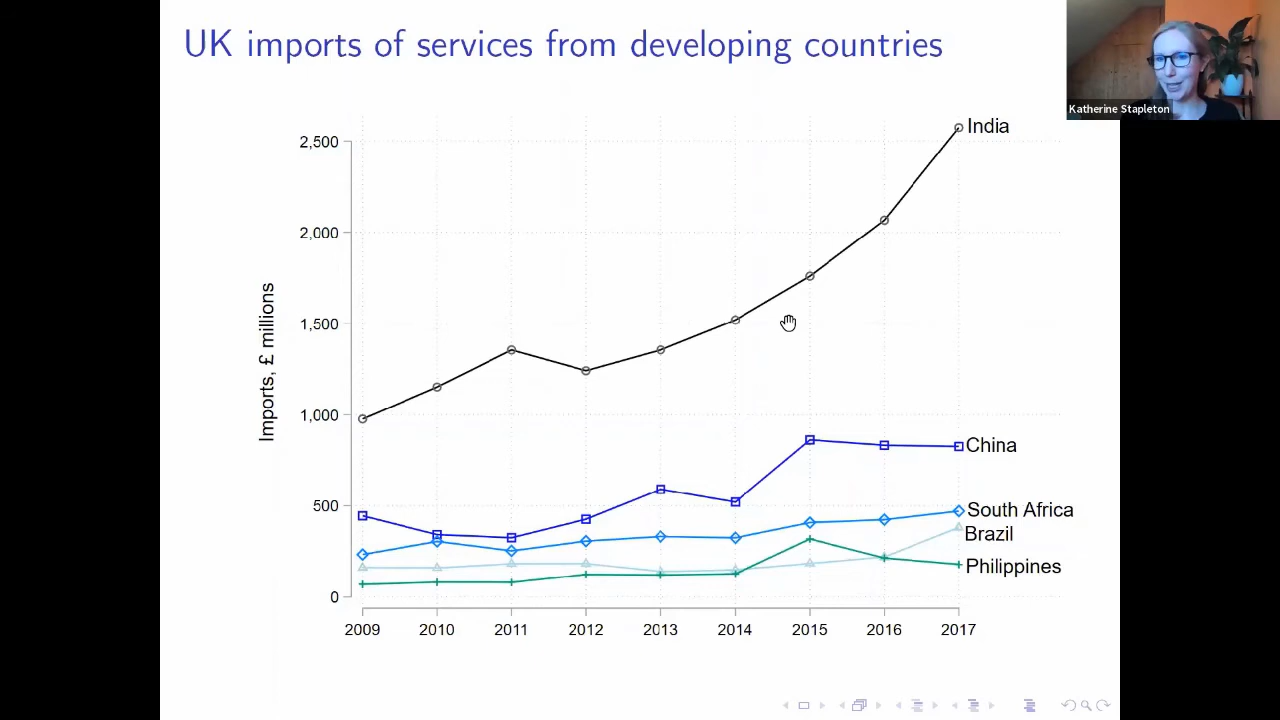 UK imports of services from developing countries
Katherine Stapleton
Imports, £ millions
2,500
2,000
1,500
1,000
500
0
India
China
South Africa
Brazil
Philippines
2009 2010 2011 2012 2013 2014 2015 2016 2017